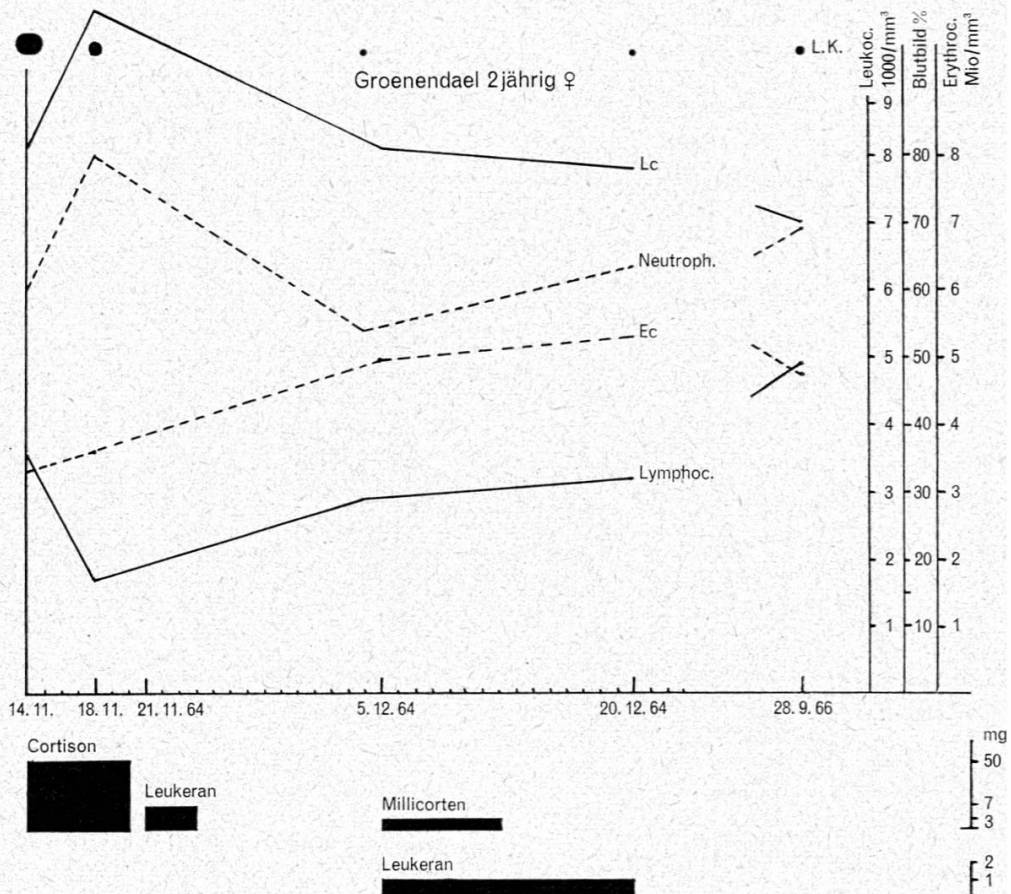 L.K.
Groenendael 2jährig ♀
Leukoc.
1000/mm³
Blutbild %
Erythroc.
Mio/mm³
9
8 80 8
7 70 7
6 60 6
5 50 5
4 40 4
3 30 3
2 20 2
1 10 1
Lc
Neutroph.
Ec
Lymphoc.
14.11. 18.11. 21.11.64 5.12.64 20.12.64 28.9.66
mg
50
7
3
Cortison
Leukeran
Millicorten
Leukeran
2
1